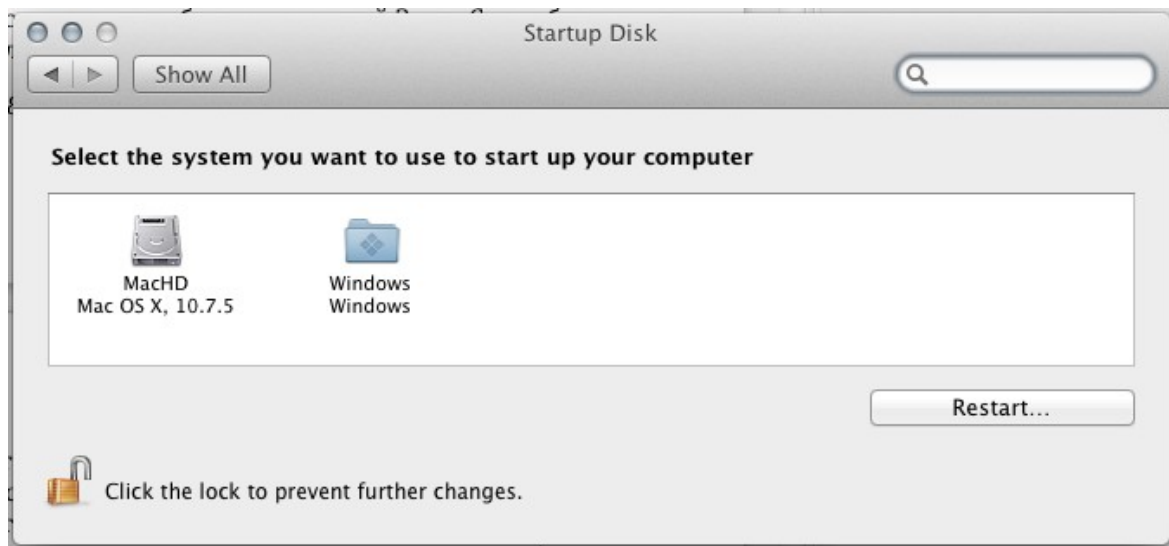 Startup Disk
Show All
Select the system you want to use to start up your computer
MacHD
Mac OS X, 10.7.5
Windows
Windows
Restart...
Click the lock to prevent further changes.